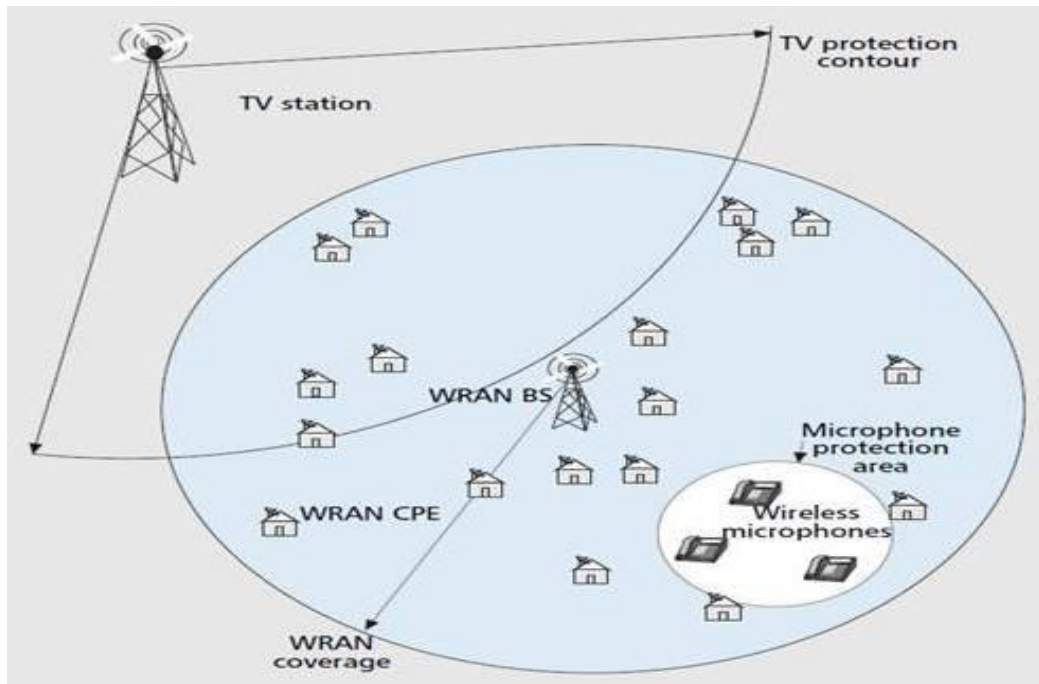 TV protection
contour
TV station
WRAN BS
Microphone
protection
area
WRAN CPE
Wireless
microphones
WRAN
coverage